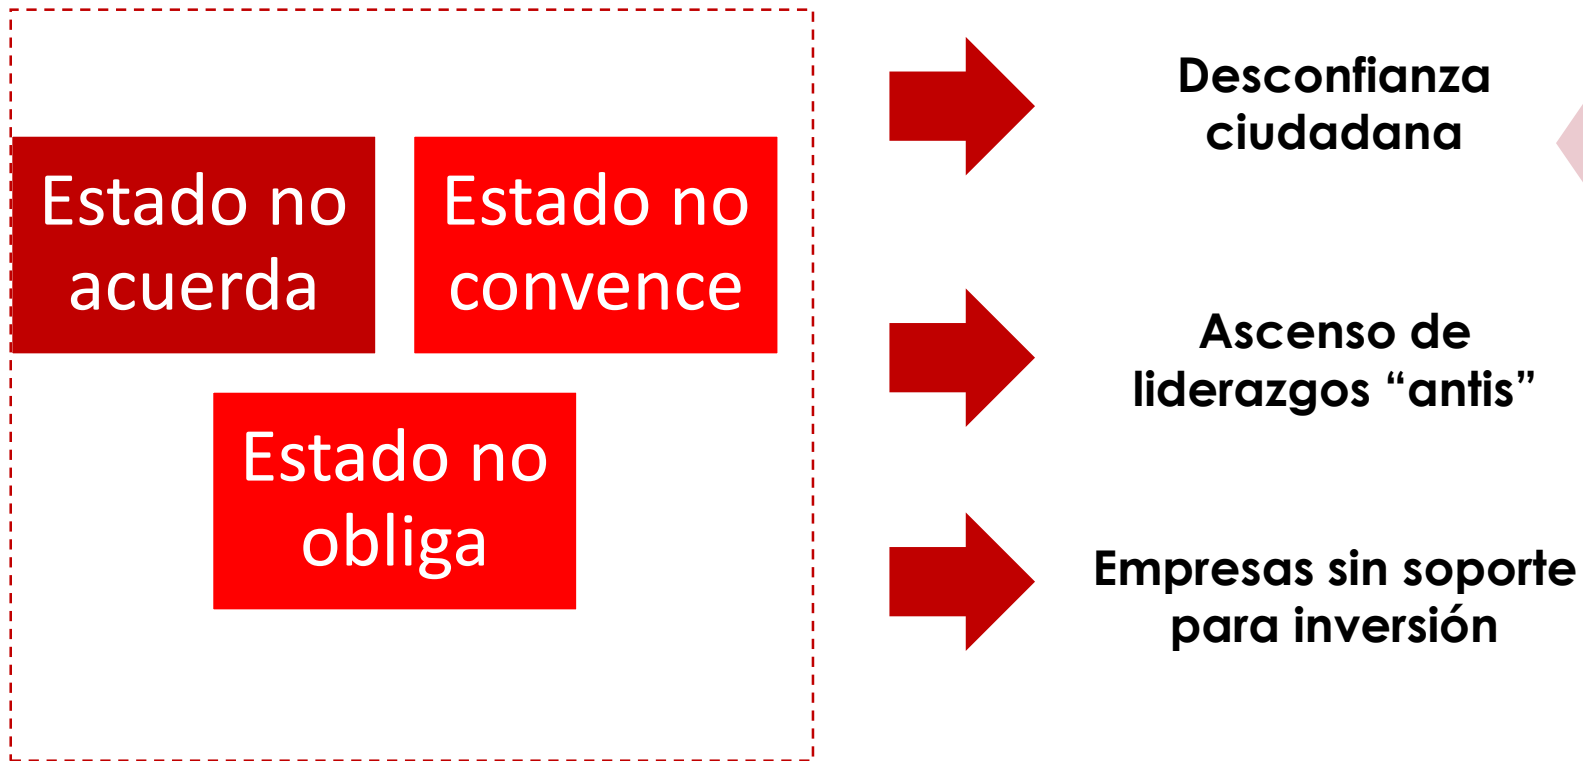 Estado no
acuerda
Estado no
convence
Estado no
obliga
Desconfianza
ciudadana
Ascenso de
liderazgos “antis”
Empresas sin soporte
para inversión